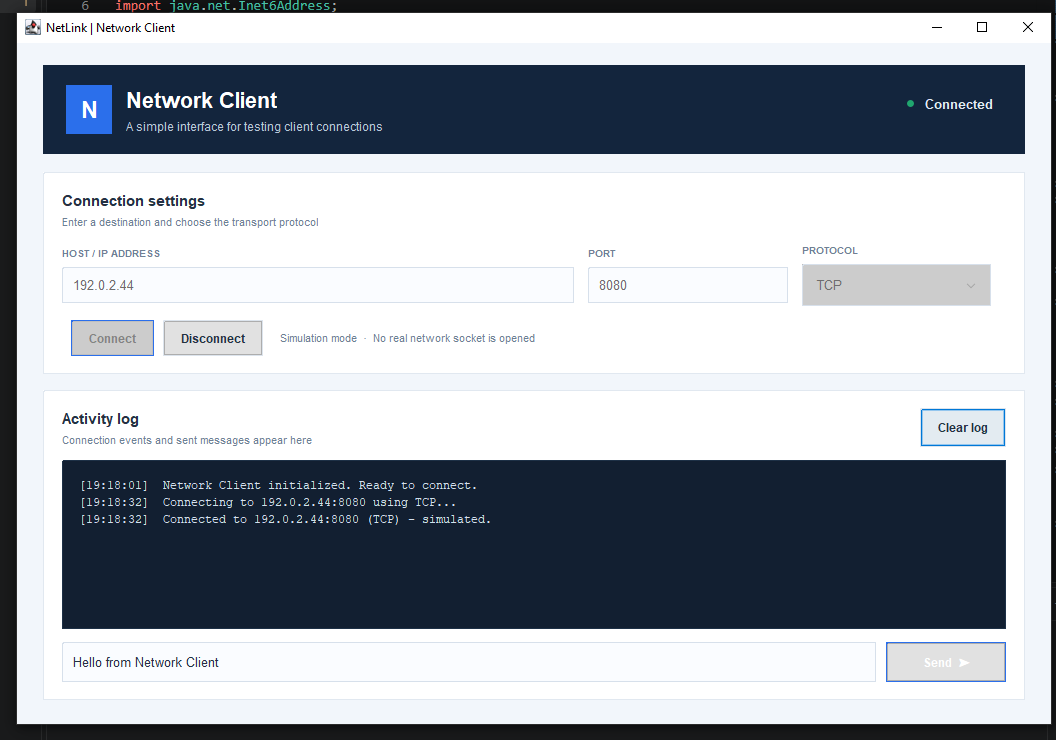 6 import java.net.Inet6Address;
NetLink | Network Client
N
Network Client
A simple interface for testing client connections
Connected
Connection settings
Enter a destination and choose the transport protocol
HOST / IP ADDRESS
PORT
PROTOCOL
192.0.2.44
8080
TCP
Connect
Disconnect
Simulation mode · No real network socket is opened
Activity log
Connection events and sent messages appear here
Clear log
[19:18:01] Network Client initialized. Ready to connect.
[19:18:32] Connecting to 192.0.2.44:8080 using TCP...
[19:18:32] Connected to 192.0.2.44:8080 (TCP) - simulated.
Hello from Network Client
Send ➤